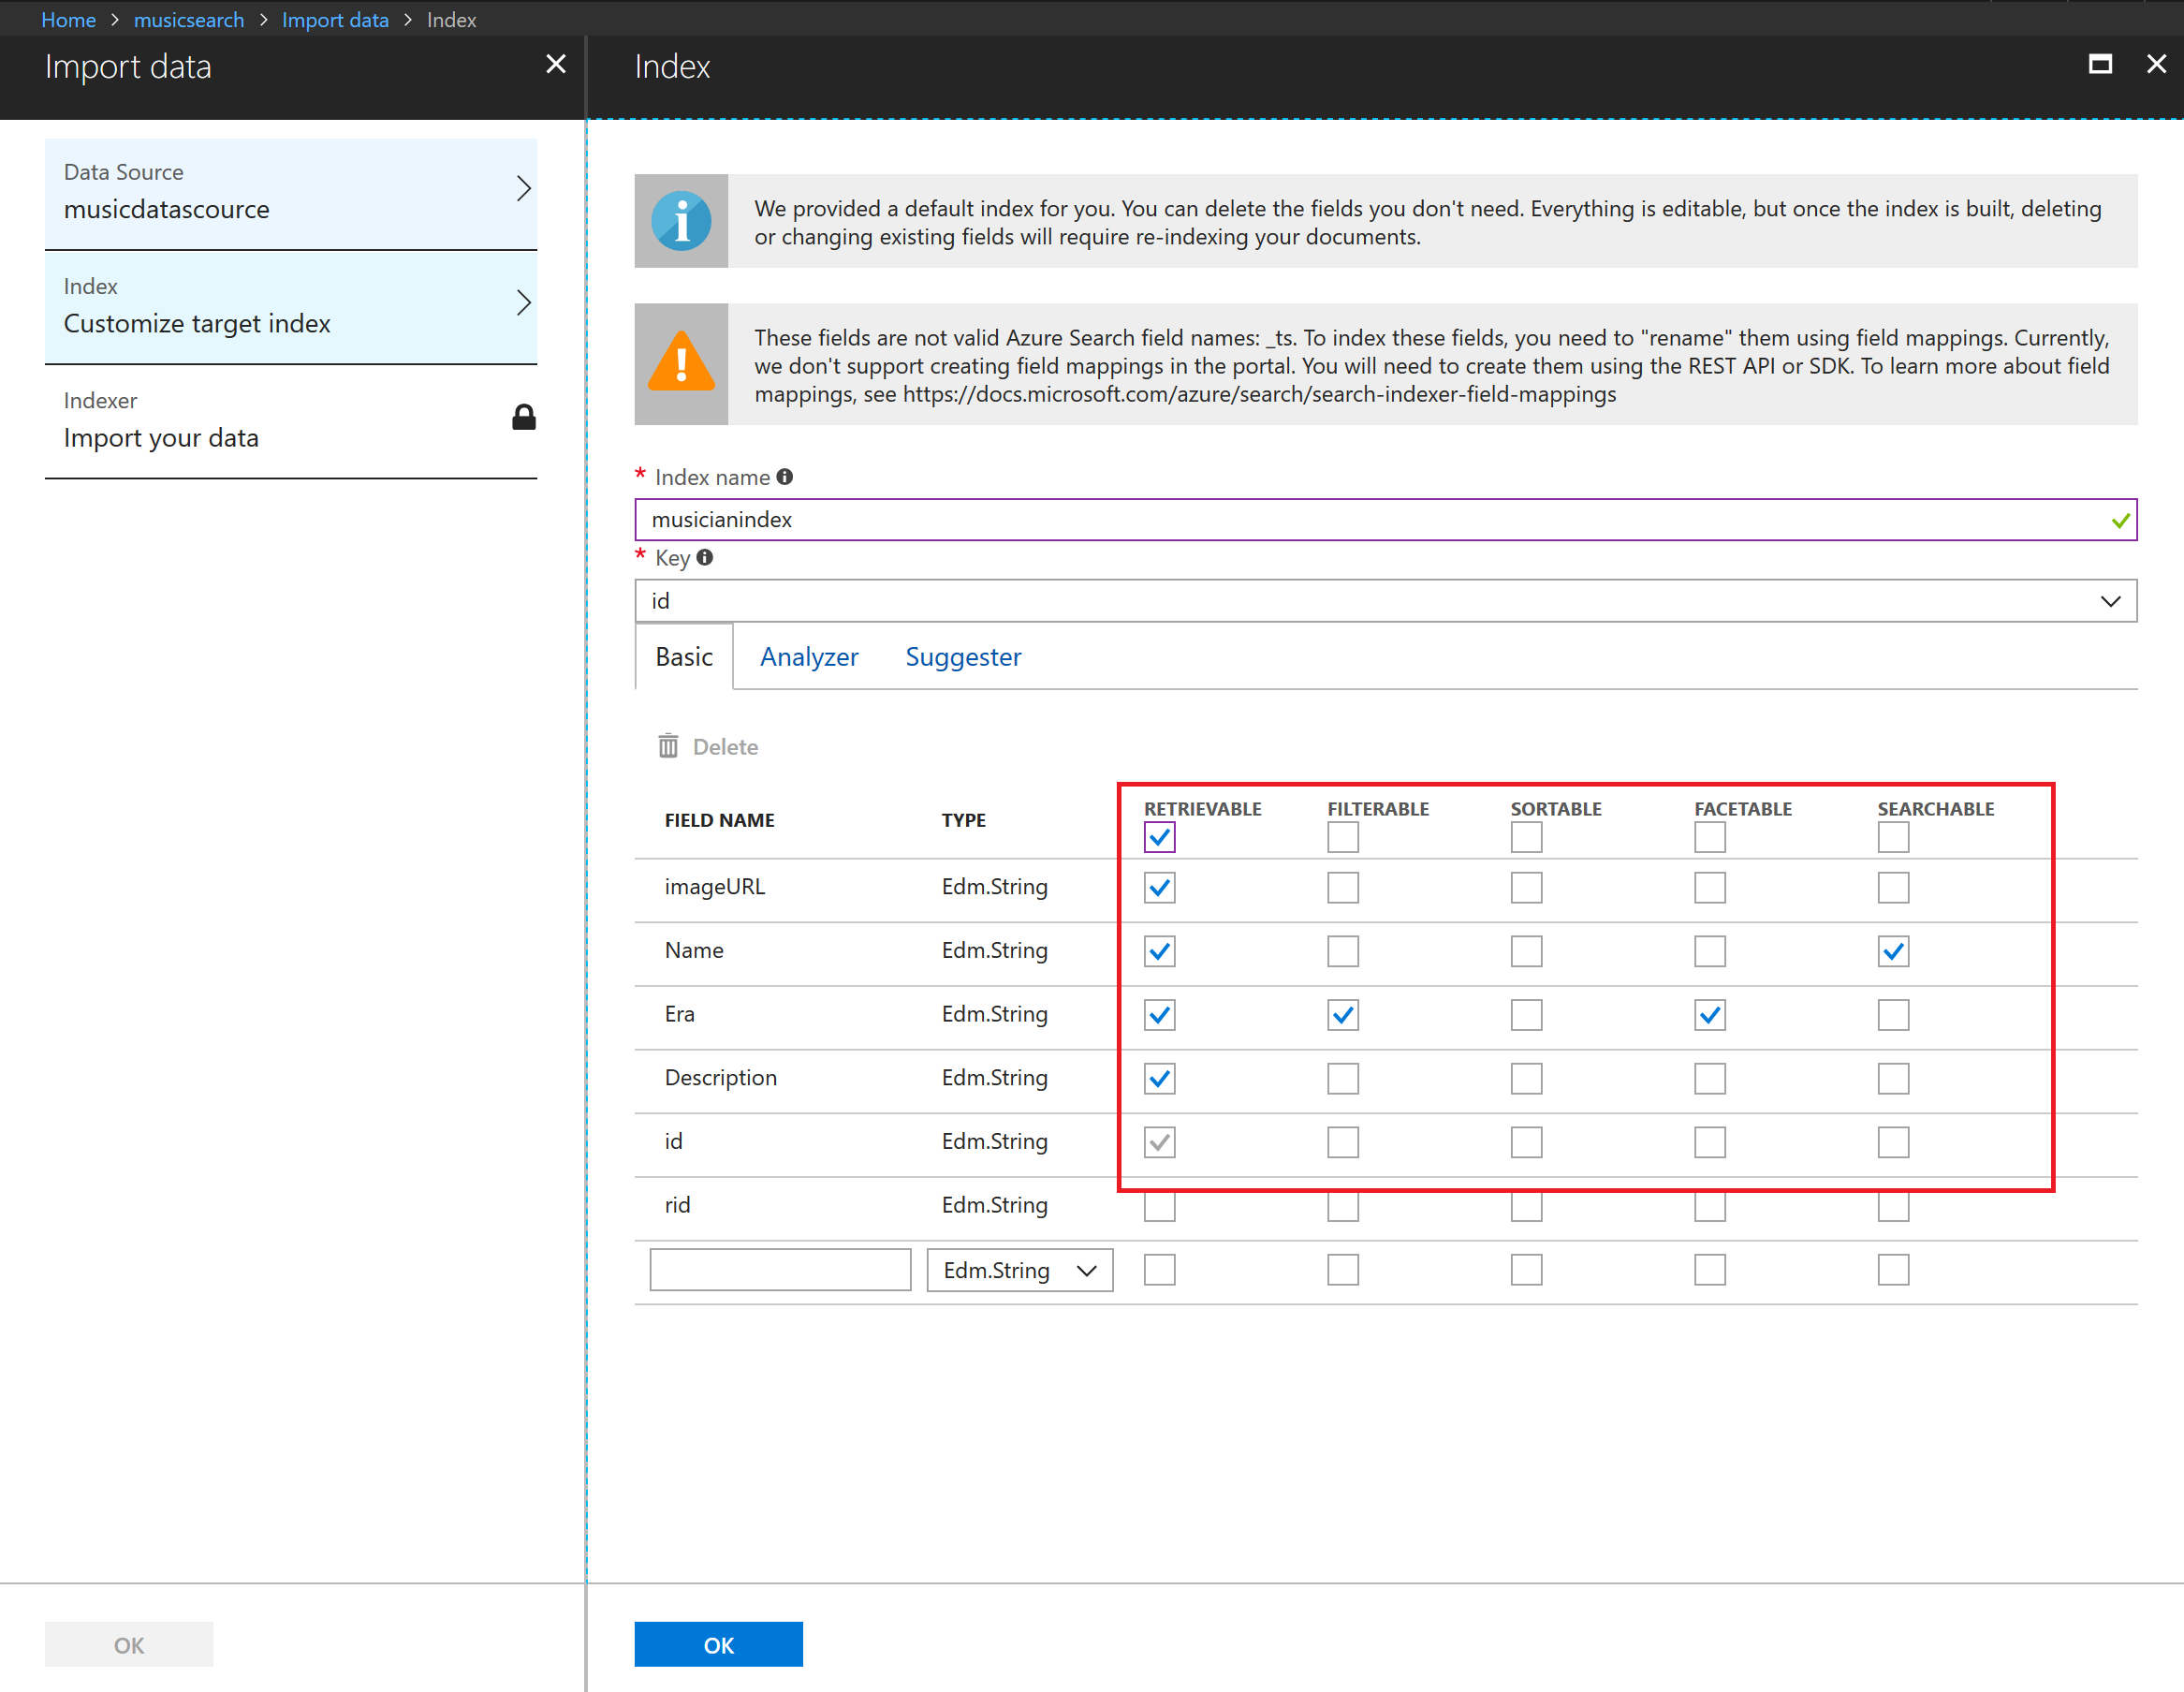 Home > musicsearch > Import data > Index
Import data
Index
Data Source
musicdatascource
Index
Customize target index
Indexer
Import your data
We provided a default index for you. You can delete the fields you don't need. Everything is editable, but once the index is built, deleting
or changing existing fields will require re-indexing your documents.
These fields are not valid Azure Search field names: _ts. To index these fields, you need to "rename" them using field mappings. Currently,
we don't support creating field mappings in the portal. You will need to create them using the REST API or SDK. To learn more about field
mappings, see https://docs.microsoft.com/azure/search/search-indexer-field-mappings
* Index name
musicianindex
* Key
id
Basic Analyzer Suggester
Delete
FIELD NAME TYPE RETRIEVABLE FILTERABLE SORTABLE FACETABLE SEARCHABLE
imageURL Edm.String
Name Edm.String
Era Edm.String
Description Edm.String
id Edm.String
rid Edm.String
Edm.String
OK
OK